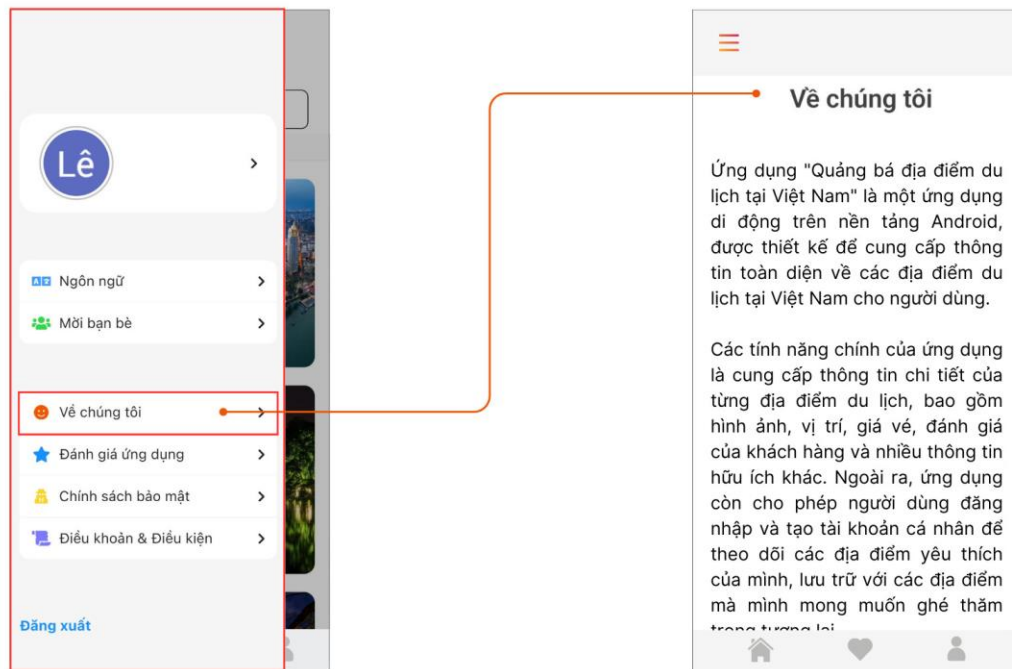 Lê
Ngôn ngữ
Mời bạn bè
Về chúng tôi
Đánh giá ứng dụng
Chính sách bảo mật
Điều khoản & Điều kiện
Đăng xuất
Về chúng tôi
Ứng dụng "Quảng bá địa điểm du
lịch tại Việt Nam" là một ứng dụng
di động trên nền tảng Android,
được thiết kế để cung cấp thông
tin toàn diện về các địa điểm du
lịch tại Việt Nam cho người dùng.
Các tính năng chính của ứng dụng
là cung cấp thông tin chi tiết của
từng địa điểm du lịch, bao gồm
hình ảnh, vị trí, giá vé, đánh giá
của khách hàng và nhiều thông tin
hữu ích khác. Ngoài ra, ứng dụng
còn cho phép người dùng đăng
nhập và tạo tài khoản cá nhân để
theo dõi các địa điểm yêu thích
của mình, lưu trữ với các địa điểm
mà mình mong muốn ghé thăm
trong tương lai